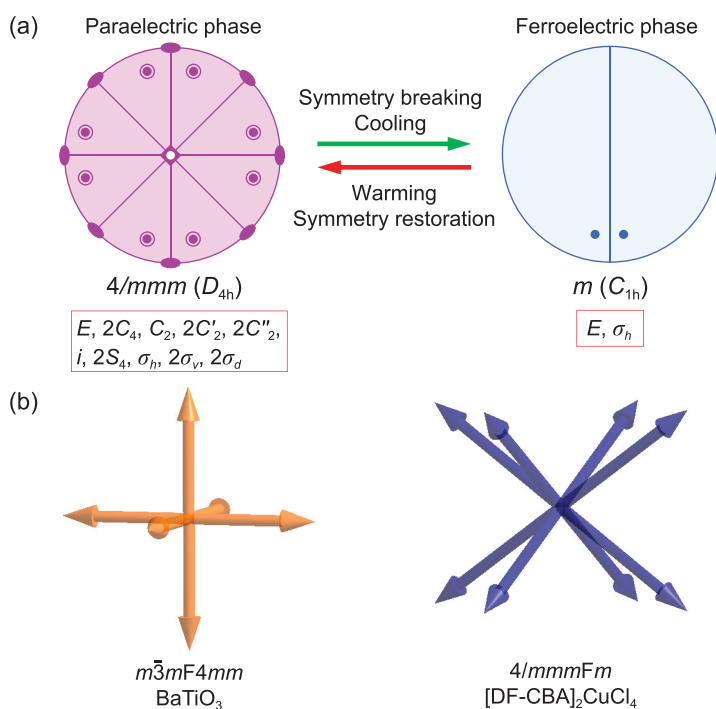 (a)
Paraelectric phase
Ferroelectric phase
Symmetry breaking
Cooling
Warming
Symmetry restoration
4/mmm (D₄ₕ)
m (C₁ₕ)
E, 2C₄, C₂, 2C′₂, 2C″₂,
i, 2S₄, σₕ, 2σᵥ, 2σ_d
E, σₕ
(b)
m3̄mF4mm
BaTiO₃
4/mmmFm
[DF-CBA]₂CuCl₄